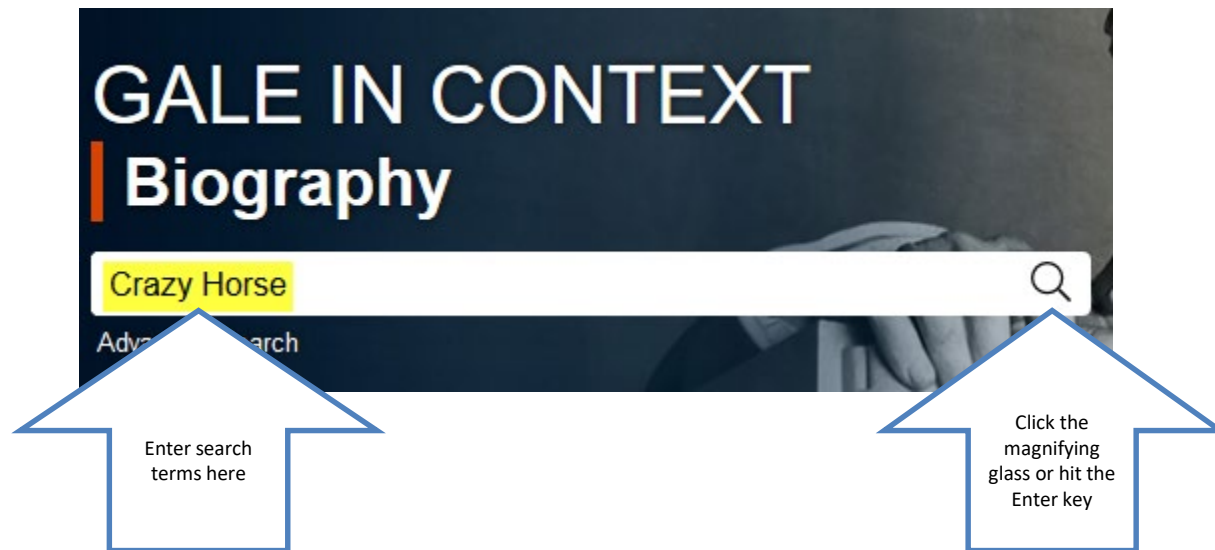 GALE IN CONTEXT
Biography
Crazy Horse
Enter search
terms here
Click the
magnifying
glass or hit the
Enter key